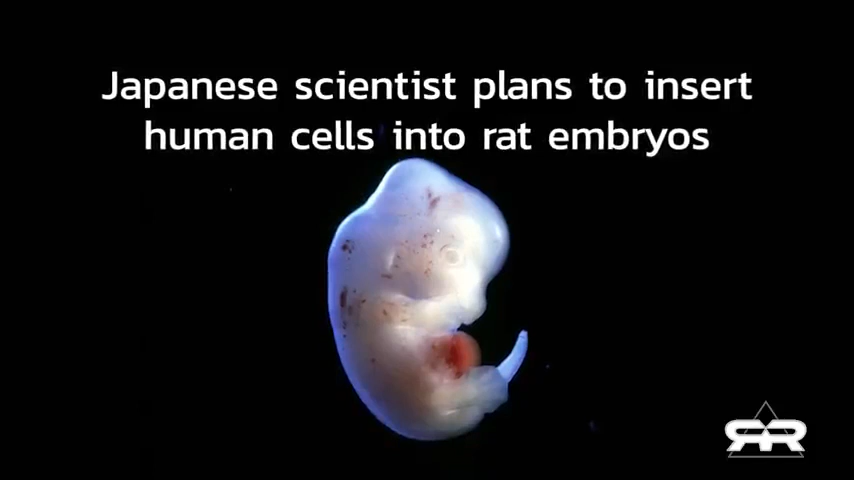 Japanese scientist plans to insert
human cells into rat embryos